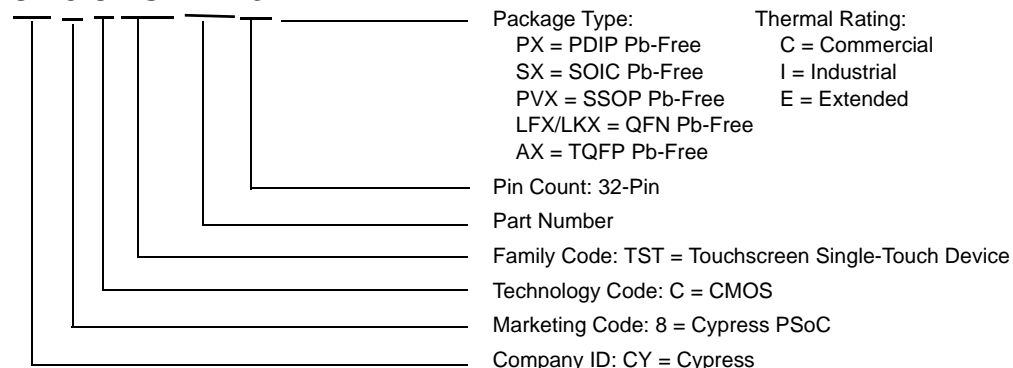 Package Type: Thermal Rating:
PX = PDIP Pb-Free C = Commercial
SX = SOIC Pb-Free I = Industrial
PVX = SSOP Pb-Free E = Extended
LFX/LKX = QFN Pb-Free
AX = TQFP Pb-Free
Pin Count: 32-Pin
Part Number
Family Code: TST = Touchscreen Single-Touch Device
Technology Code: C = CMOS
Marketing Code: 8 = Cypress PSoC
Company ID: CY = Cypress